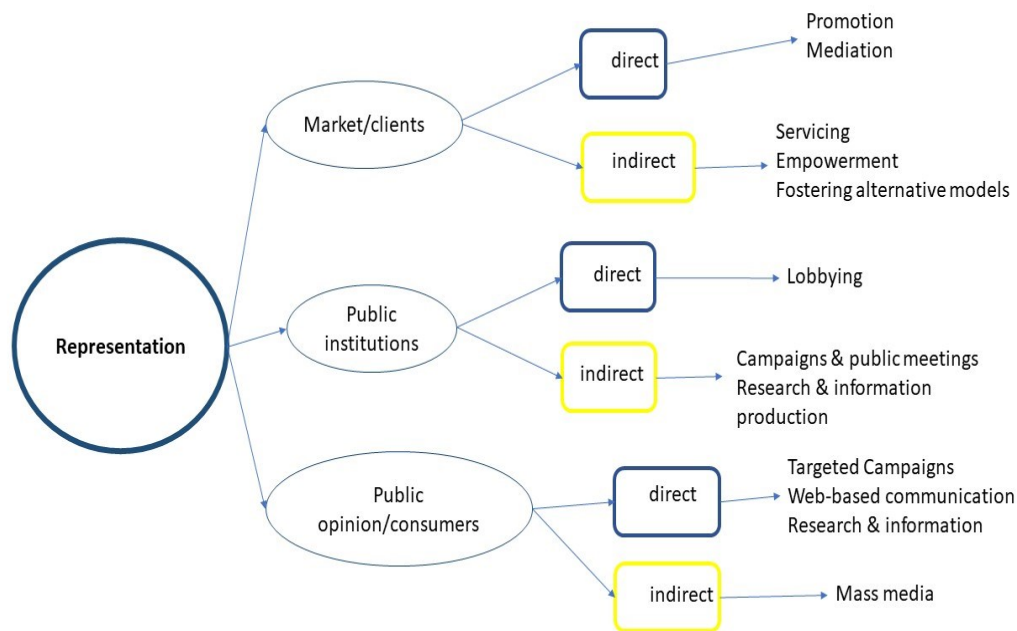 Representation
Market/clients
direct
Promotion
Mediation
indirect
Servicing
Empowerment
Fostering alternative models
Public
institutions
direct
Lobbying
indirect
Campaigns & public meetings
Research & information
production
Public
opinion/consumers
direct
Targeted Campaigns
Web-based communication
Research & information
indirect
Mass media